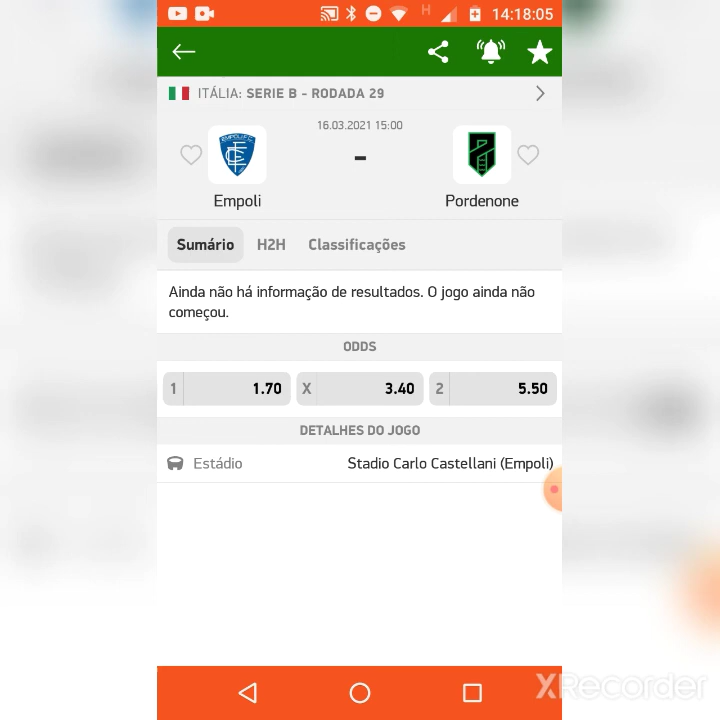 H
14:18:05
ITÁLIA: SERIE B - RODADA 29
16.03.2021 15:00
-
EMPOLI F.C.
Empoli
Pordenone
Sumário H2H Classificações
Ainda não há informação de resultados. O jogo ainda não
começou.
ODDS
1 1.70 X 3.40 2 5.50
DETALHES DO JOGO
Estádio Stadio Carlo Castellani (Empoli)
XRecorder